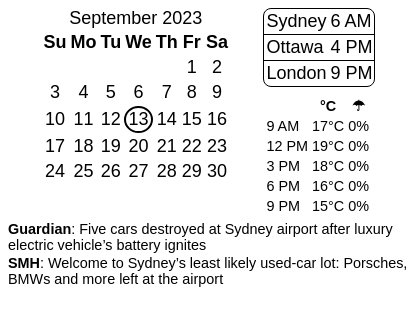 September 2023
Su Mo Tu We Th Fr Sa
1 2
3 4 5 6 7 8 9
10 11 12 13 14 15 16
17 18 19 20 21 22 23
24 25 26 27 28 29 30
Sydney 6 AM
Ottawa 4 PM
London 9 PM
°C ☂
9 AM 17°C 0%
12 PM 19°C 0%
3 PM 18°C 0%
6 PM 16°C 0%
9 PM 15°C 0%
Guardian: Five cars destroyed at Sydney airport after luxury
electric vehicle’s battery ignites
SMH: Welcome to Sydney’s least likely used-car lot: Porsches,
BMWs and more left at the airport